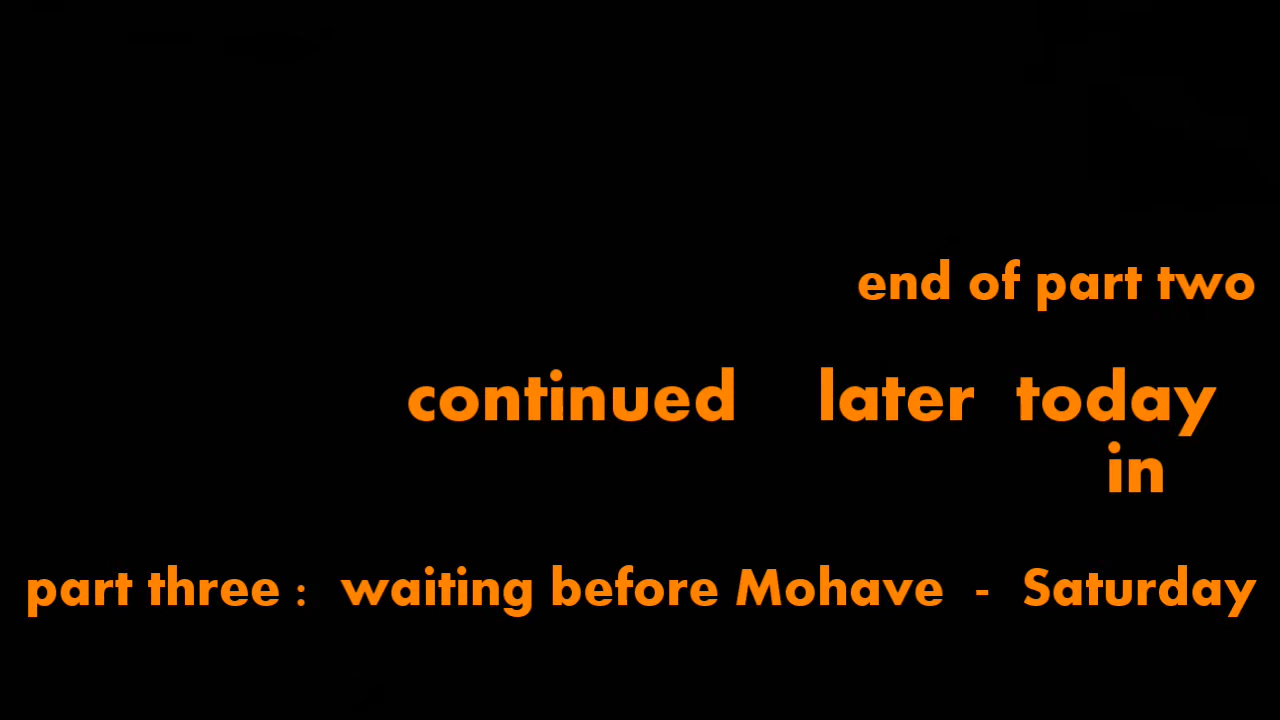 end of part two
continued later today
in
part three : waiting before Mohave - Saturday